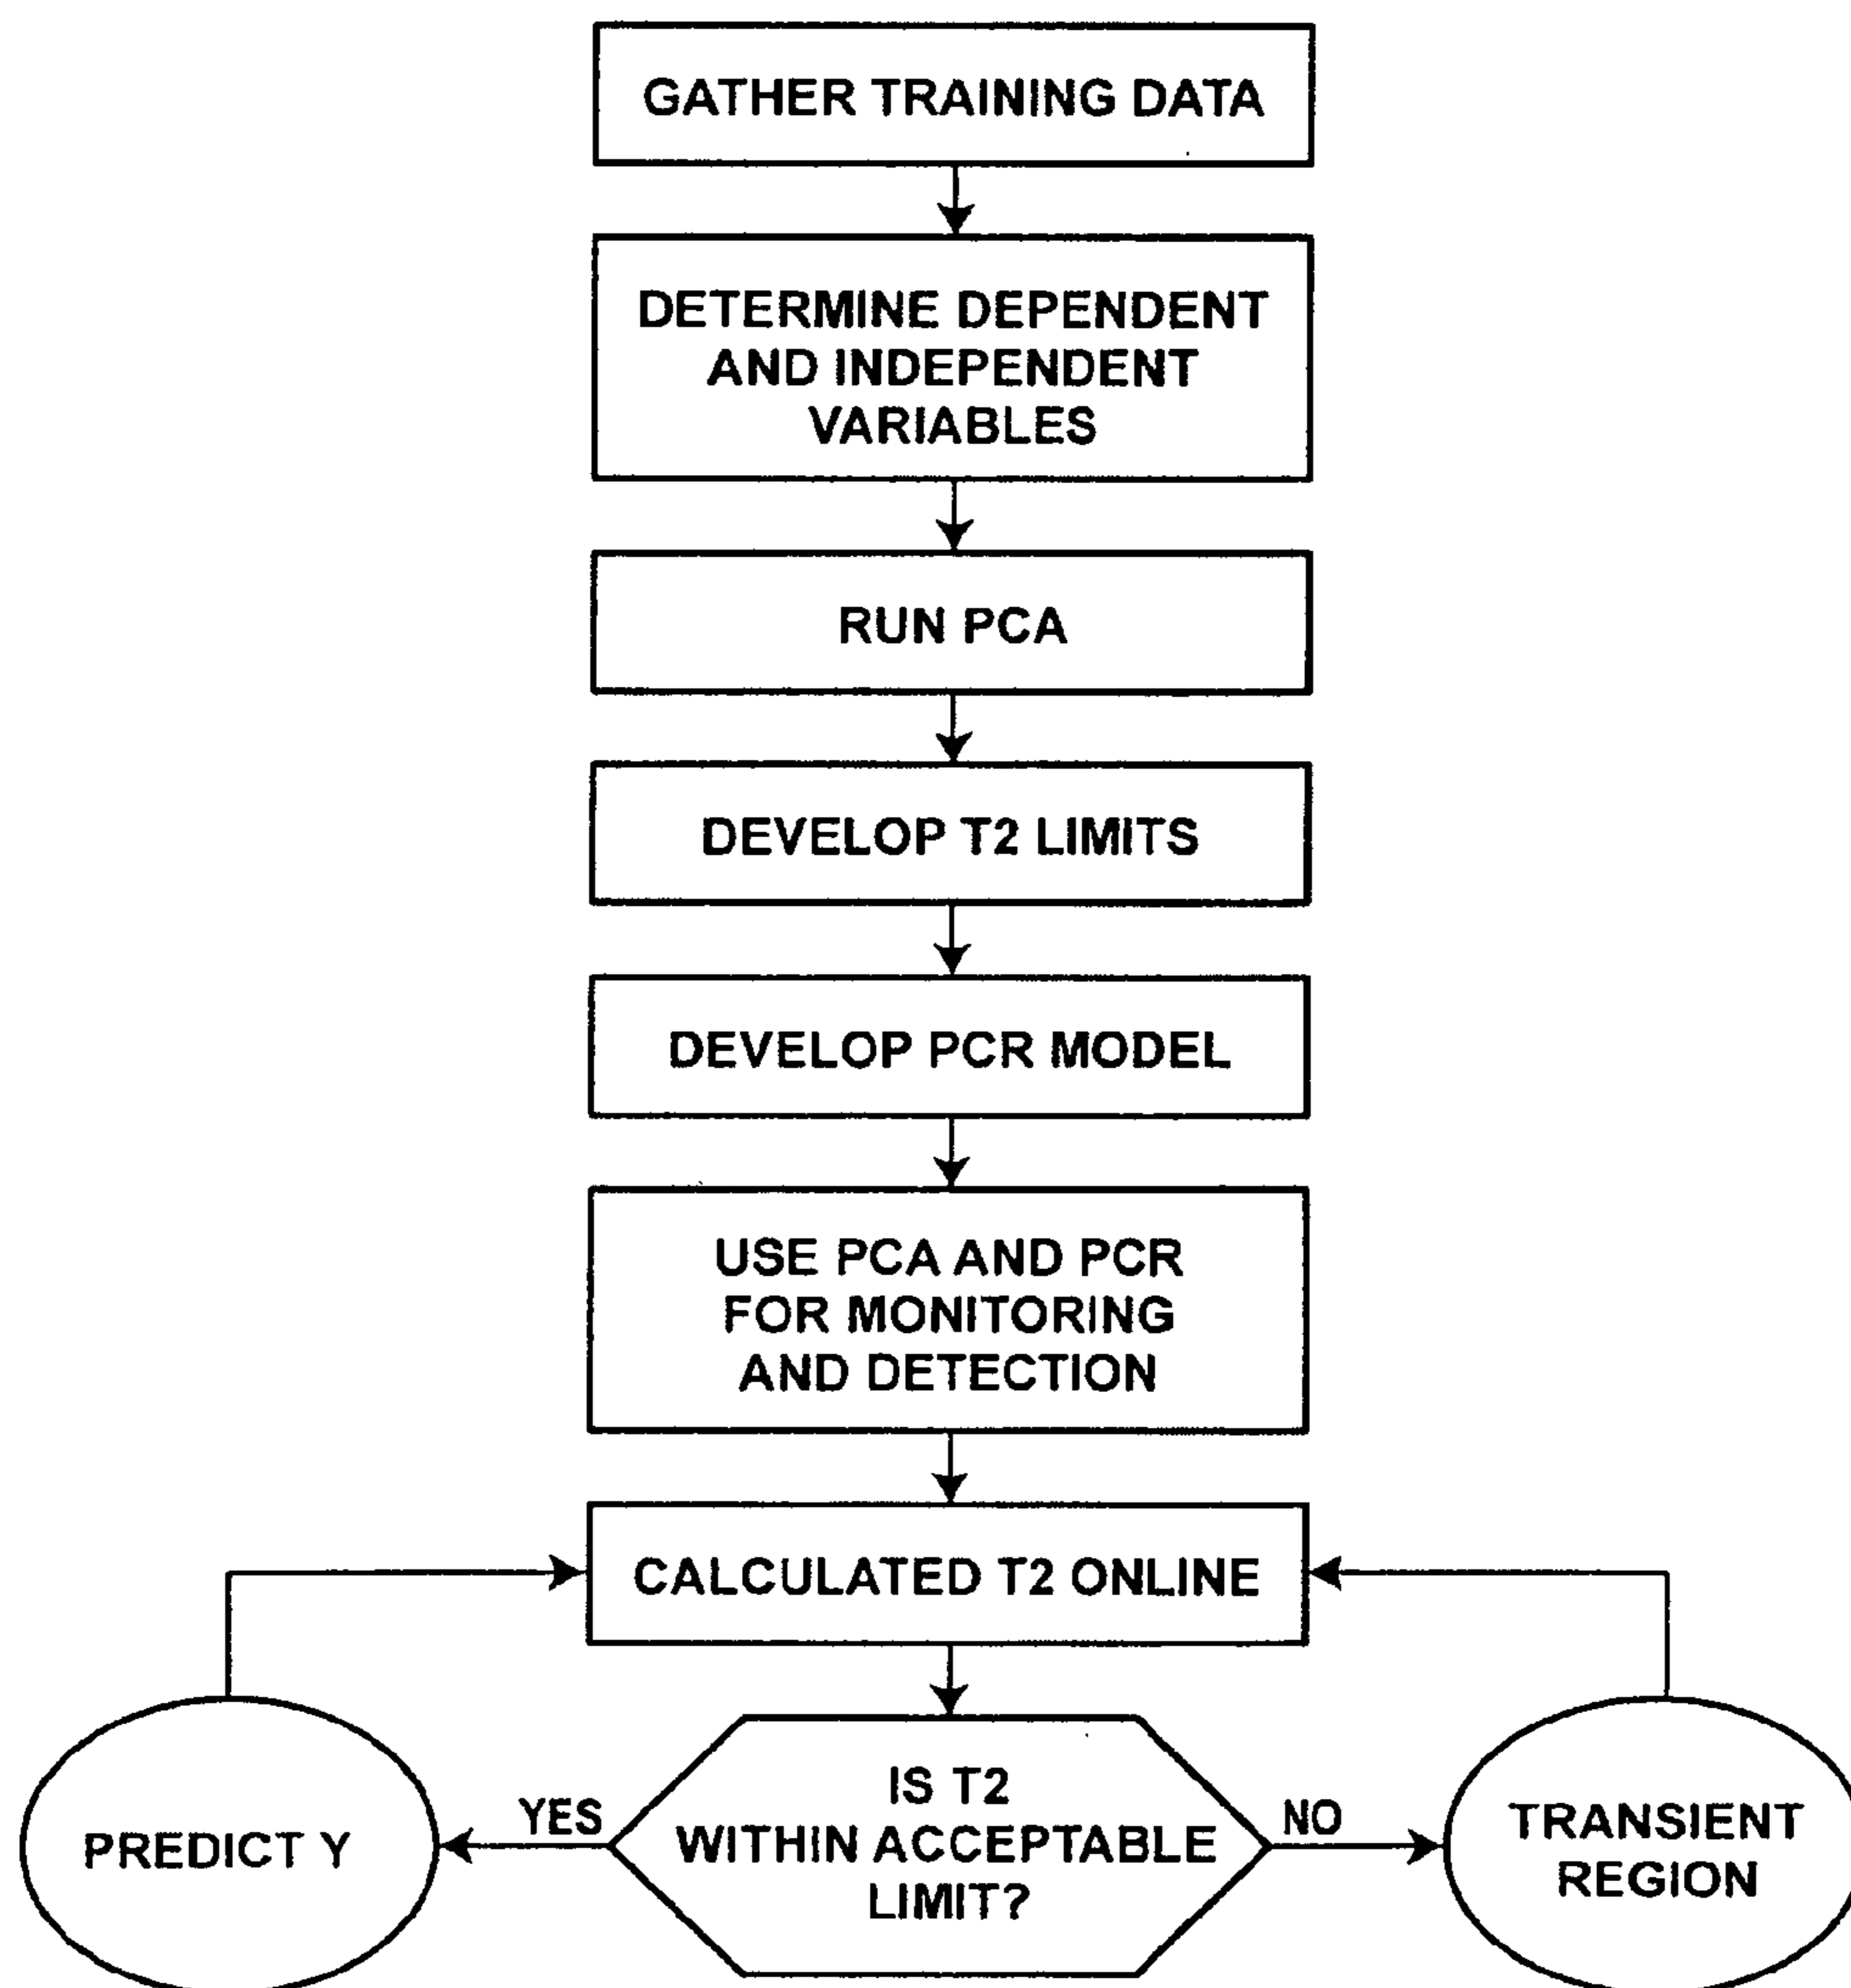 GATHER TRAINING DATA
DETERMINE DEPENDENT
AND INDEPENDENT
VARIABLES
RUN PCA
DEVELOP T2 LIMITS
DEVELOP PCR MODEL
USE PCA AND PCR
FOR MONITORING
AND DETECTION
CALCULATED T2 ONLINE
IS T2
WITHIN ACCEPTABLE
LIMIT?
YES
NO
PREDICT Y
TRANSIENT
REGION